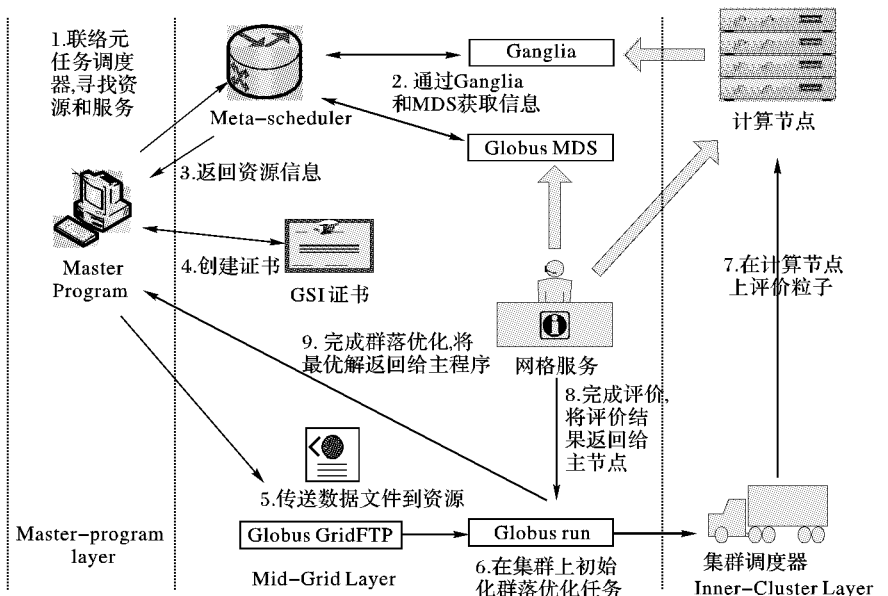 1.联络元
任务调度
器,寻找资
源和服务
Meta-scheduler
Ganglia
2. 通过Ganglia
和MDS获取信息
Globus MDS
计算节点
3.返回资源信息
Master
Program
4.创建证书
GSI 证书
7.在计算节点
上评价粒子
9. 完成群落优化,将
最优解返回给主程序
网格服务
8.完成评价,
将评价结
果返回给
主节点
5.传送数据文件到资源
Globus GridFTP
Globus run
6.在集群上初始
化群落优化任务
集群调度器
Master-program
layer
Mid-Grid Layer
Inner-Cluster Layer